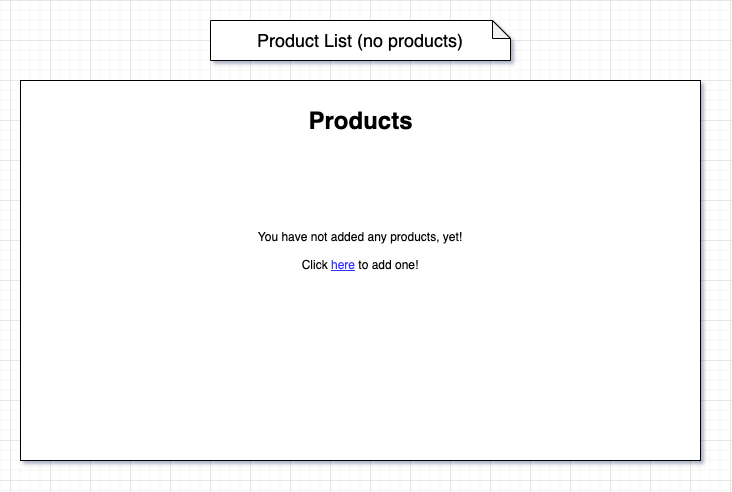 Product List (no products)
Products
You have not added any products, yet!
Click here to add one!